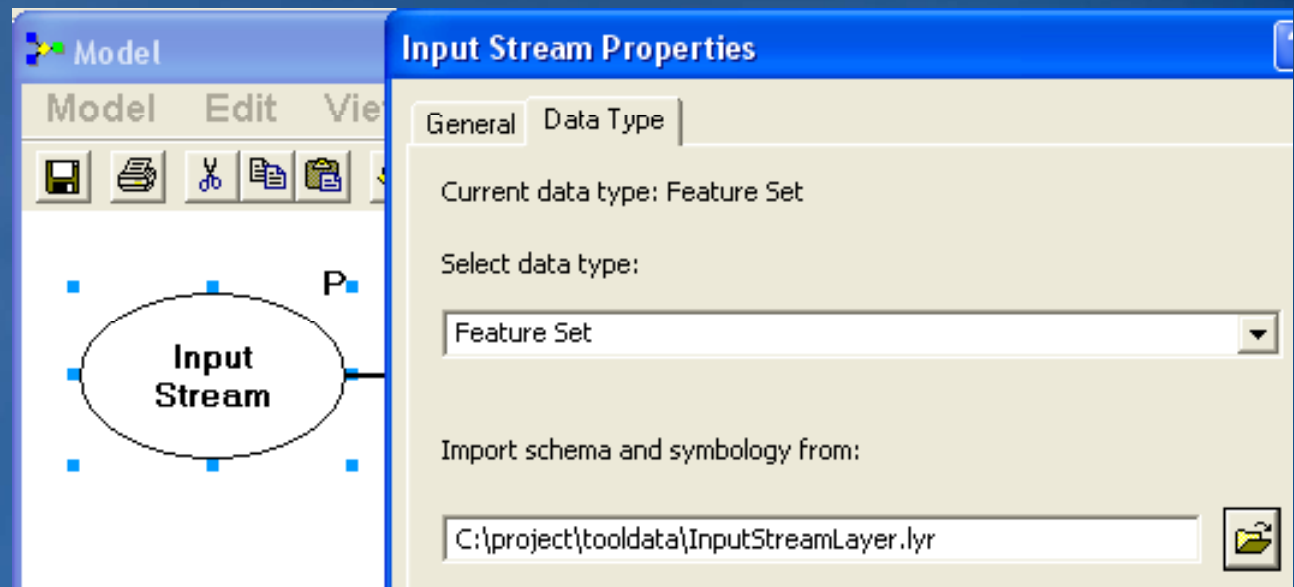 Model
Model Edit Vie
P
Input
Stream
Input Stream Properties
General Data Type
Current data type: Feature Set
Select data type:
Feature Set
Import schema and symbology from:
C:\project\tooldata\InputStreamLayer.lyr